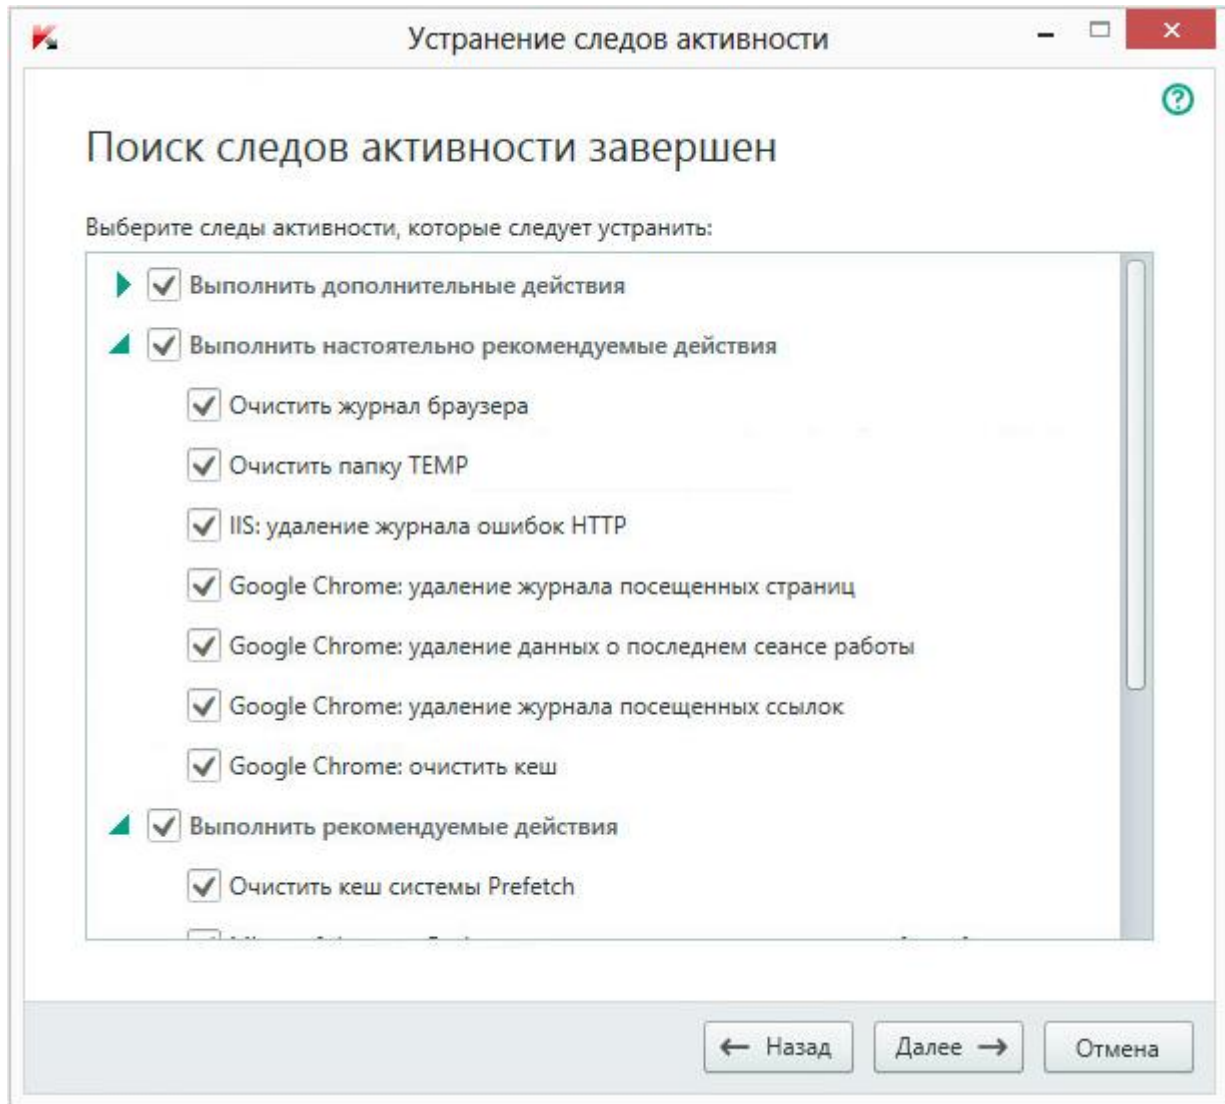 Устранение следов активности
Поиск следов активности завершен
Выберите следы активности, которые следует устранить:
Выполнить дополнительные действия
Выполнить настоятельно рекомендуемые действия
Очистить журнал браузера
Очистить папку TEMP
IIS: удаление журнала ошибок HTTP
Google Chrome: удаление журнала посещенных страниц
Google Chrome: удаление данных о последнем сеансе работы
Google Chrome: удаление журнала посещенных ссылок
Google Chrome: очистить кеш
Выполнить рекомендуемые действия
Очистить кеш системы Prefetch
Назад
Далее
Отмена